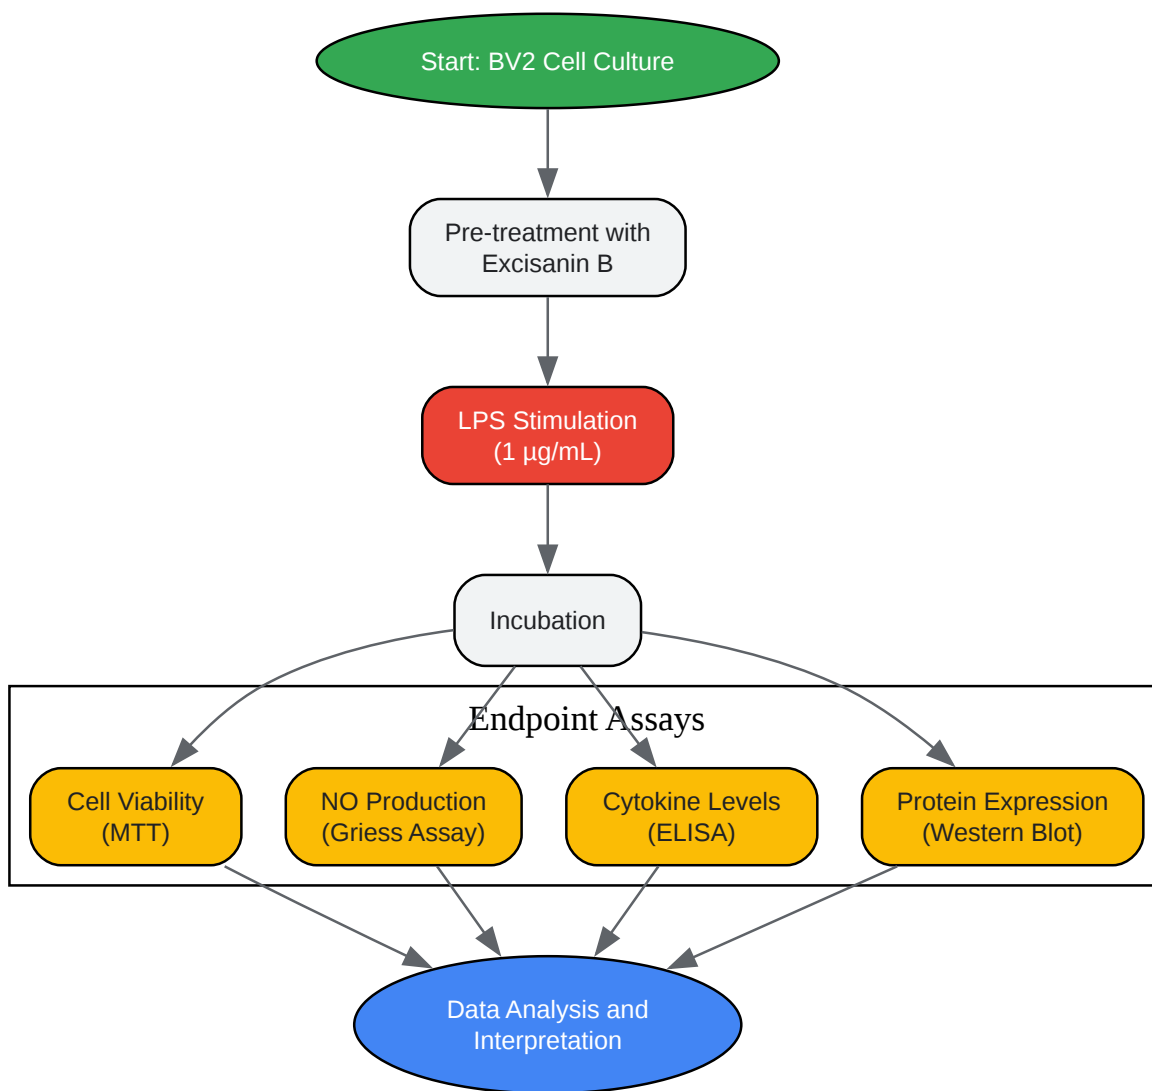 Start: BV2 Cell Culture
Pre-treatment with
Excisanin B
LPS Stimulation
(1 µg/mL)
Incubation
Endpoint Assays
Cell Viability
(MTT)
NO Production
(Griess Assay)
Cytokine Levels
(ELISA)
Protein Expression
(Western Blot)
Data Analysis and
Interpretation